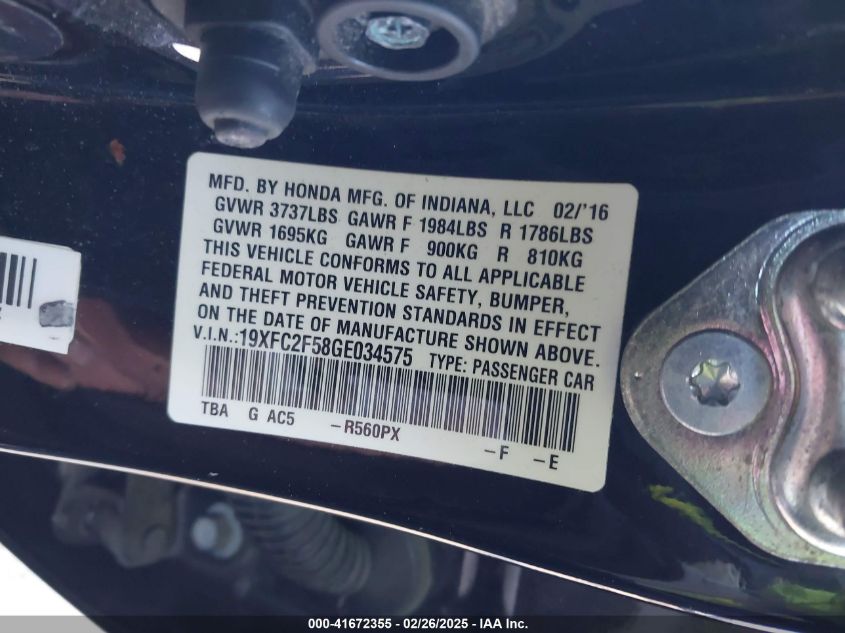 MFD. BY HONDA MFG. OF INDIANA, LLC 02/'16
GVWR 3737LBS GAWR F 1984LBS R 1786LBS
GVWR 1695KG GAWR F 900KG R 810KG
THIS VEHICLE CONFORMS TO ALL APPLICABLE
FEDERAL MOTOR VEHICLE SAFETY, BUMPER,
AND THEFT PREVENTION STANDARDS IN EFFECT
ON THE DATE OF MANUFACTURE SHOWN ABOVE.
V.I.N.:19XFC2F58GE034575 TYPE: PASSENGER CAR
TBA G AC5 -R560PX -F -E
000-41672355 - 02/26/2025 - IAA Inc.